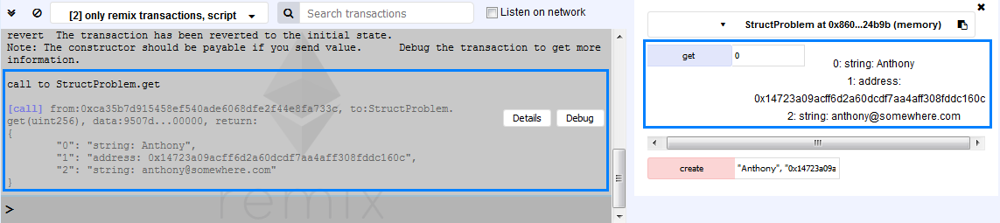 [2] only remix transactions, script
Search transactions
Listen on network
revert  The transaction has been reverted to the initial state.
Note: The constructor should be payable if you send value.     Debug the transaction to get more
information.
call to StructProblem.get
[call] from:0xca35b7d915458ef540ade6068dfe2f44e8fa733c, to:StructProblem.
get(uint256), data:9507d...00000, return:
Details
Debug
{
"0": "string: Anthony",
"1": "address: 0x14723a09acff6d2a60dcdf7aa4aff308fddc160c",
"2": "string: anthony@somewhere.com"
}
remix
>
StructProblem at 0x860...24b9b (memory)
get
0
0: string: Anthony
1: address:
0x14723a09acff6d2a60dcdf7aa4aff308fddc160c
2: string: anthony@somewhere.com
create
"Anthony", "0x14723a09a